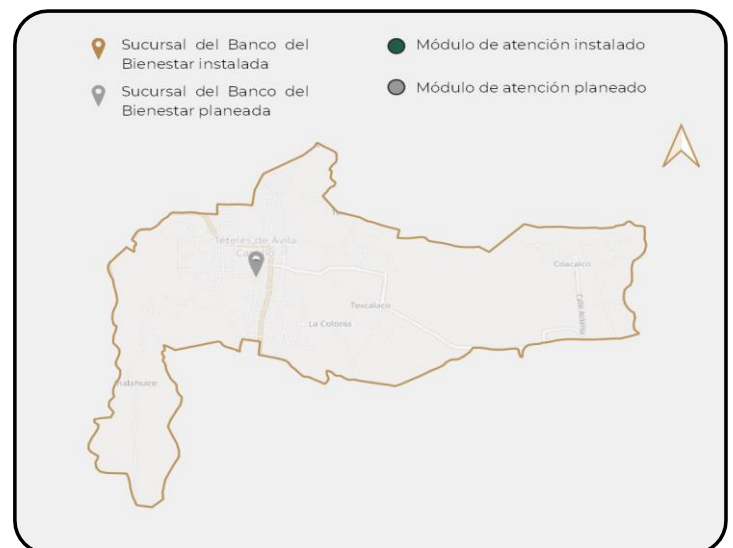 Sucursal del Banco del
Bienestar instalada
Sucursal del Banco del
Bienestar planeada
Módulo de atención instalado
Módulo de atención planeado
Teteles de Avila
Coxcalco
Texcalaco
La Colonia